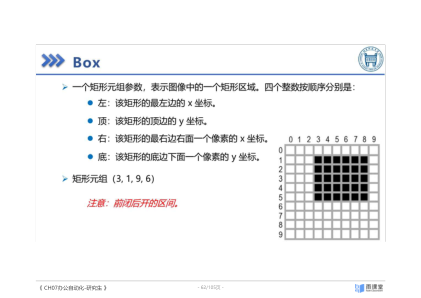 Box
一个矩形元组参数，表示图像中的一个矩形区域。四个整数按顺序分别是：
左：该矩形的最左边的 x 坐标。
顶：该矩形的顶边的 y 坐标。
右：该矩形的最右边右面一个像素的 x 坐标。
底：该矩形的底边下面一个像素的 y 坐标。
矩形元组（3, 1, 9, 6）
注意：前闭后开的区间。
0 1 2 3 4 5 6 7 8 9
0
1
2
3
4
5
6
7
8
9
《 CH07办公自动化-研究生 》
- 63/105页 -
雨课堂